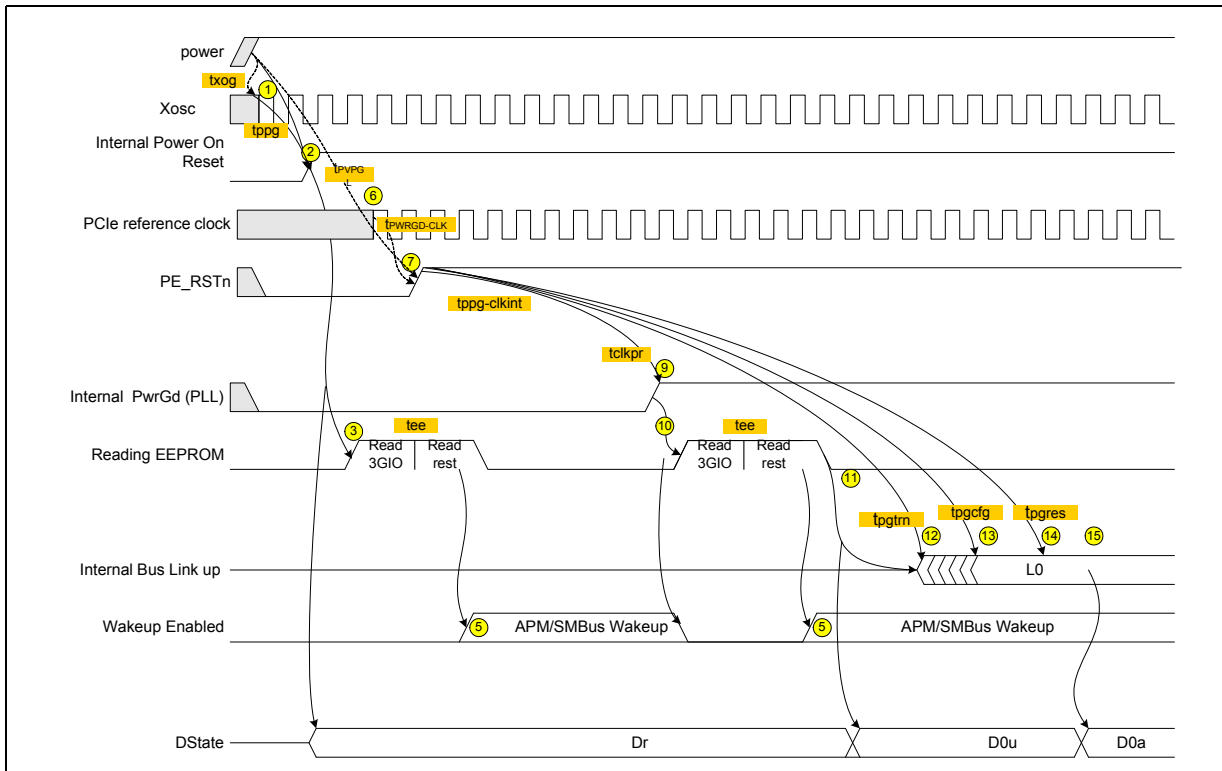 power
txog
1
Xosc
tppg
Internal Power On
Reset
2
tPVPG
L
6
PCIe reference clock
tPWRGD-CLK
7
PE_RSTn
tppg-clkint
tclkpr
9
Internal PwrGd (PLL)
3
tee
10
tee
Reading EEPROM
Read
3GIO
Read
rest
Read
3GIO
Read
rest
11
tpgtrn
tpgcfg
tpgres
12
13
14
15
Internal Bus Link up
L0
Wakeup Enabled
5
APM/SMBus Wakeup
5
APM/SMBus Wakeup
DState
Dr
D0u
D0a